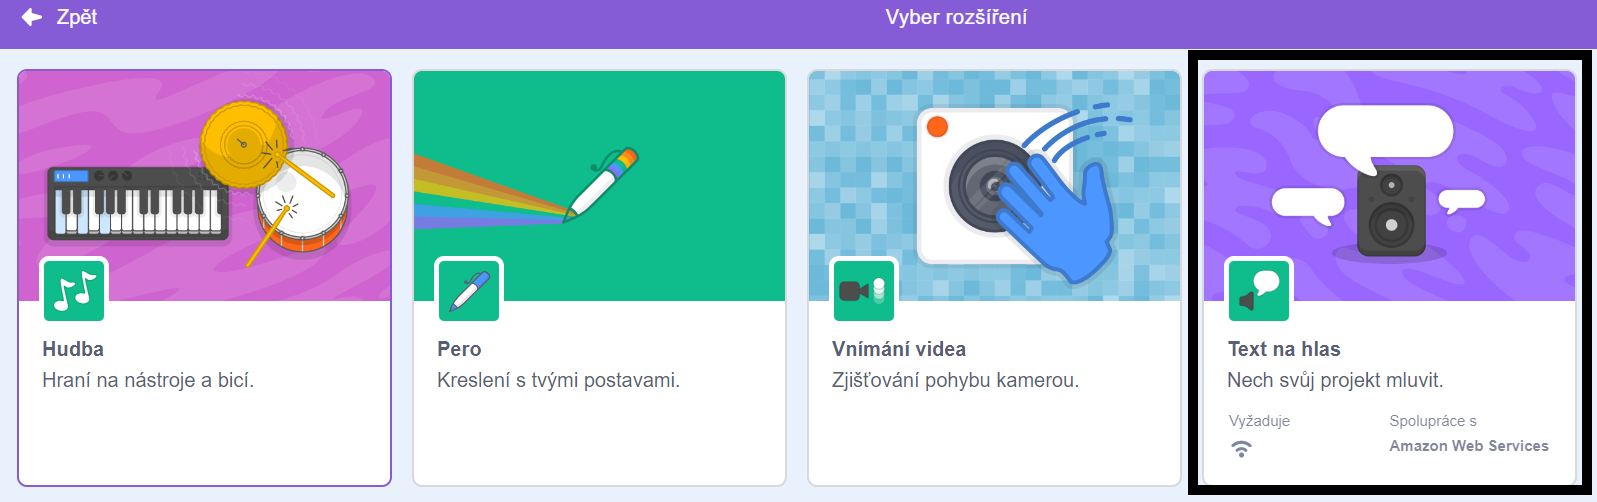 Zpět
Vyber rozšíření
Hudba
Hraní na nástroje a bicí.
Pero
Kreslení s tvými postavami.
Vnímání videa
Zjišťování pohybu kamerou.
Text na hlas
Nech svůj projekt mluvit.
Vyžaduje
Spolupráce s
Amazon Web Services